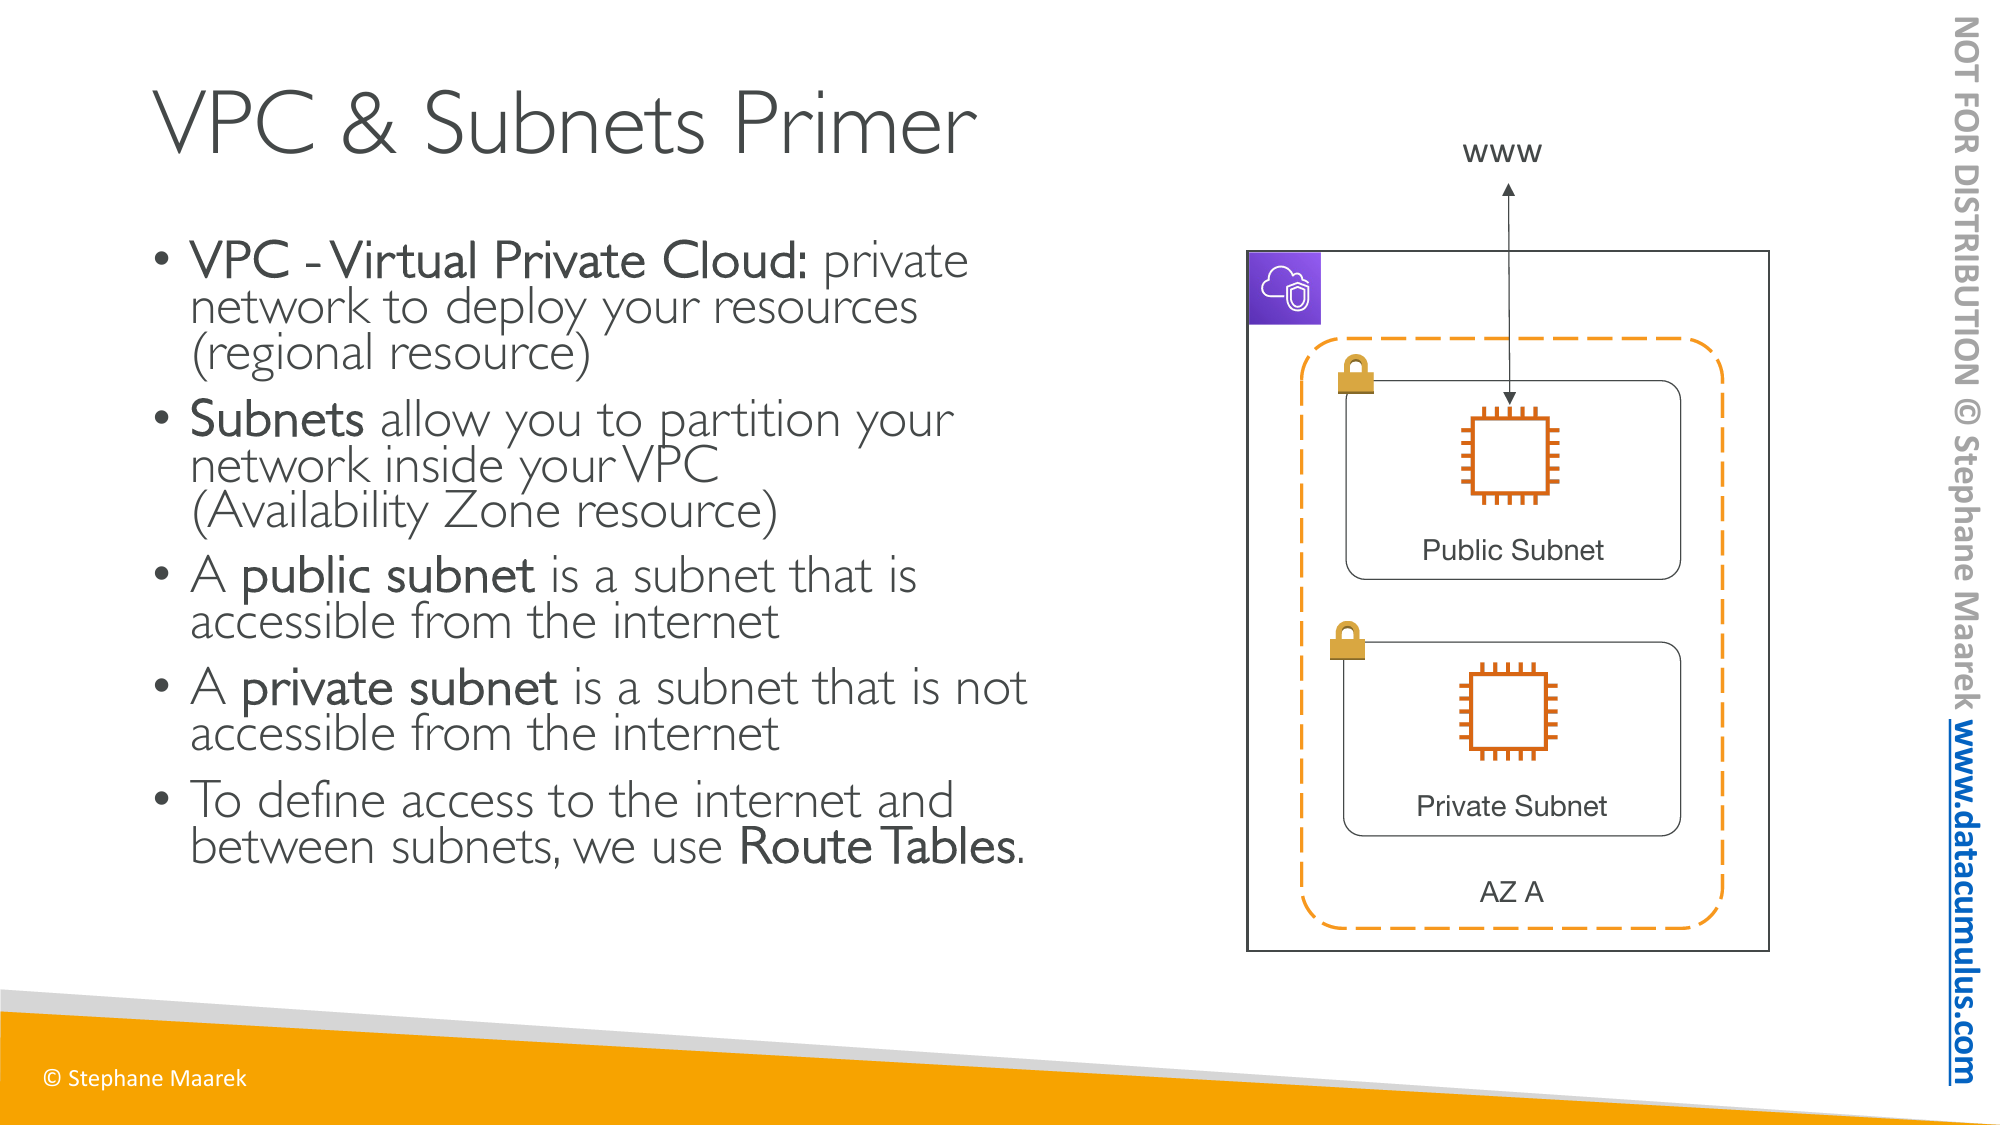 VPC & Subnets Primer
• VPC - Virtual Private Cloud: private
network to deploy your resources
(regional resource)
• Subnets allow you to partition your
network inside your VPC
(Availability Zone resource)
• A public subnet is a subnet that is
accessible from the internet
• A private subnet is a subnet that is not
accessible from the internet
• To define access to the internet and
between subnets, we use Route Tables.
www
Public Subnet
Private Subnet
AZ A
© Stephane Maarek
NOT FOR DISTRIBUTION © Stephane Maarek www.datacumulus.com